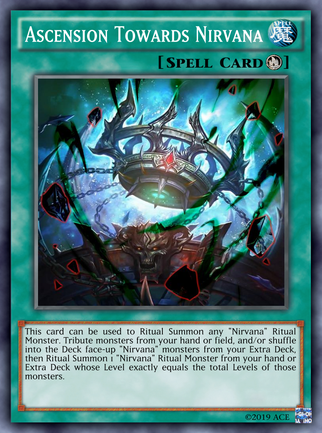 Ascension Towards Nirvana
[Spell Card]
This card can be used to Ritual Summon any "Nirvana" Ritual
Monster. Tribute monsters from your hand or field, and/or shuffle
into the Deck face-up "Nirvana" monsters from your Extra Deck,
then Ritual Summon 1 "Nirvana" Ritual Monster from your hand or
Extra Deck whose Level exactly equals the total Levels of those
monsters.
©2019 ACE